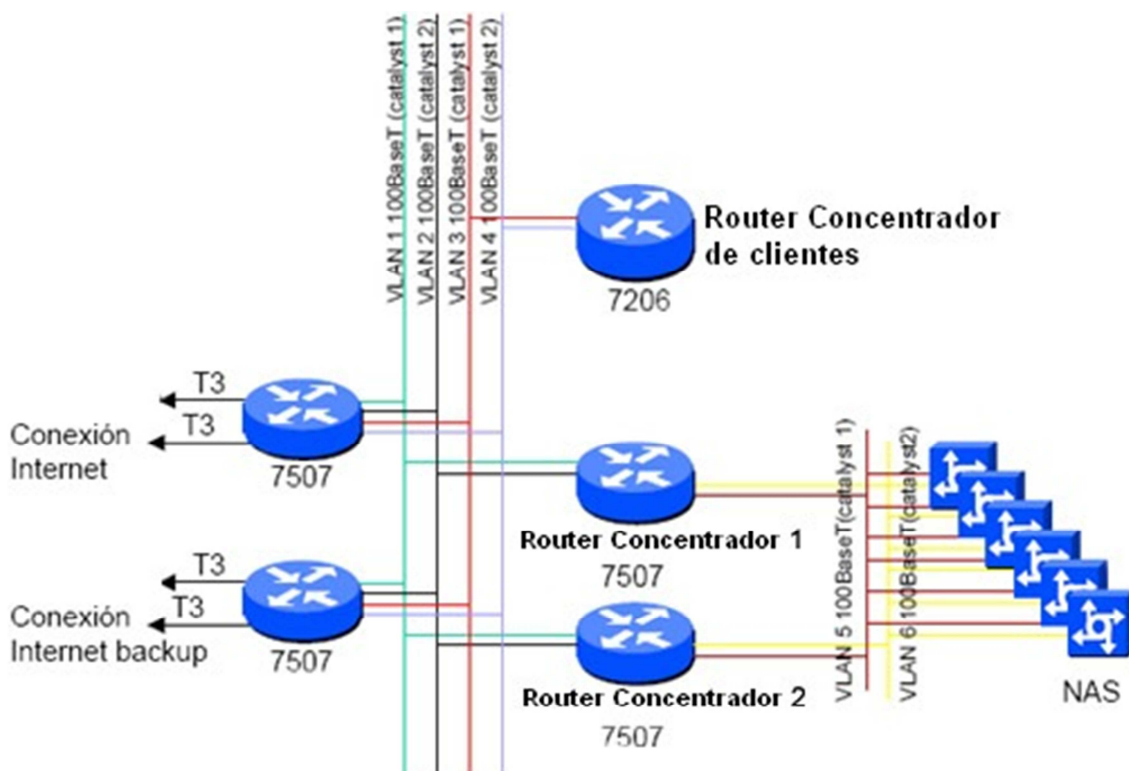 VLAN 1 100BaseT (catalyst 1)
VLAN 2 100BaseT (catalyst 2)
VLAN 3 100BaseT (catalyst 1)
VLAN 4 100BaseT (catalyst 2)
Router Concentrador
de clientes
7206
T3
T3
Conexión
Internet
7507
Router Concentrador 1
7507
T3
T3
Conexión
Internet backup
7507
Router Concentrador 2
7507
VLAN 5 100BaseT(catalyst 1)
VLAN 6 100BaseT(catalyst2)
NAS